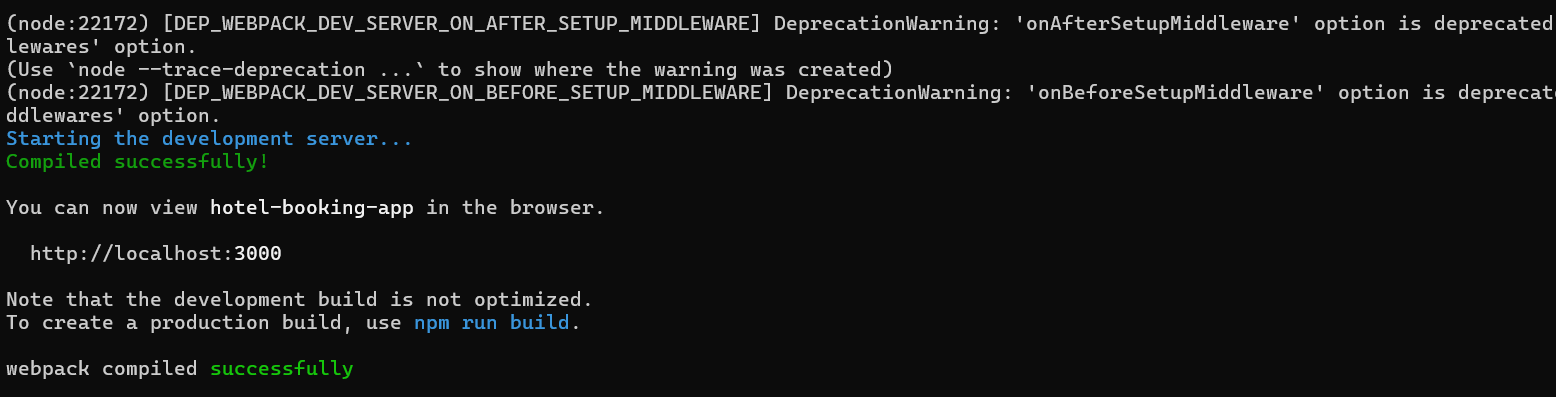 (node:22172) [DEP_WEBPACK_DEV_SERVER_ON_AFTER_SETUP_MIDDLEWARE] DeprecationWarning: 'onAfterSetupMiddleware' option is deprecated
lewares' option.
(Use `node --trace-deprecation ...` to show where the warning was created)
(node:22172) [DEP_WEBPACK_DEV_SERVER_ON_BEFORE_SETUP_MIDDLEWARE] DeprecationWarning: 'onBeforeSetupMiddleware' option is deprecate
ddlewares' option.
Starting the development server...
Compiled successfully!
You can now view hotel-booking-app in the browser.
http://localhost:3000
Note that the development build is not optimized.
To create a production build, use npm run build.
webpack compiled successfully